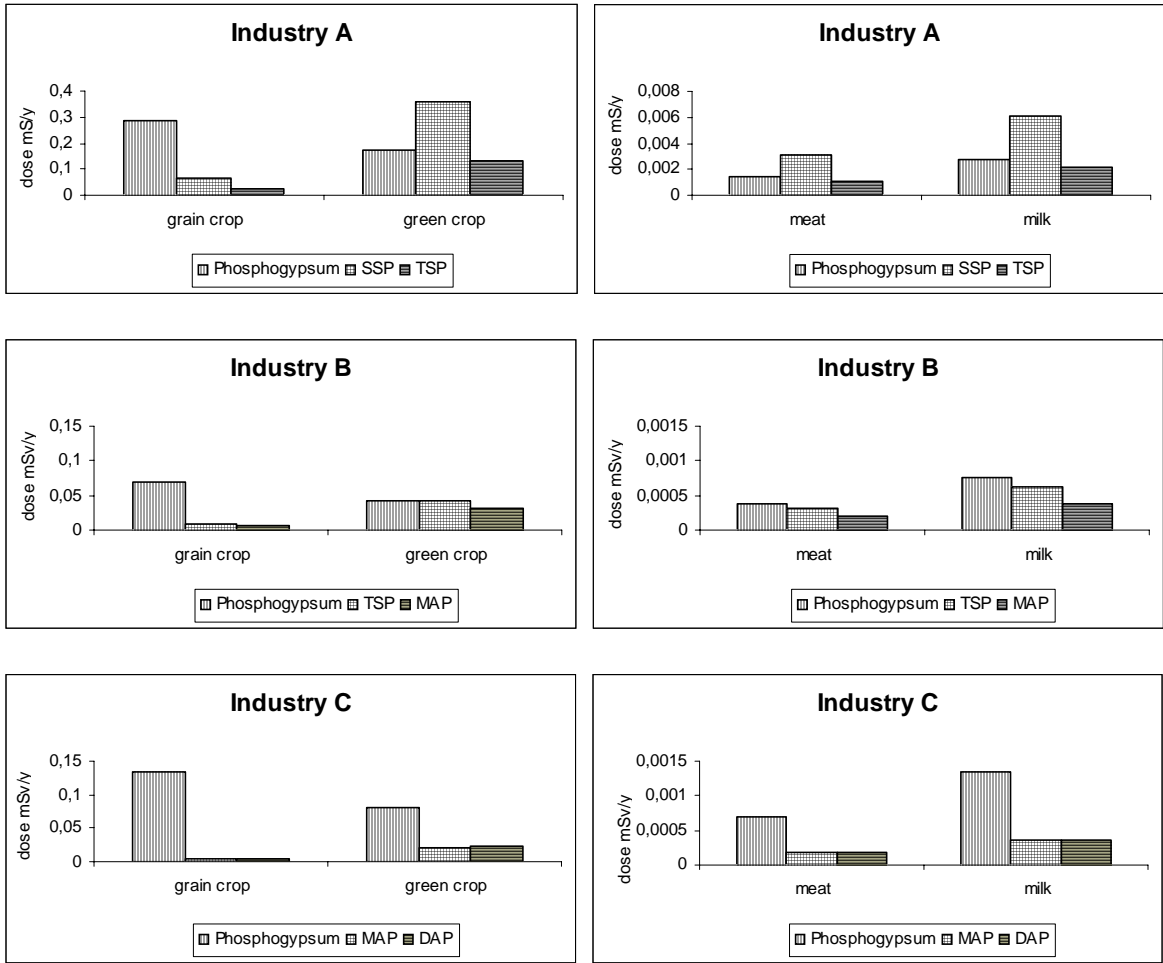 Industry A
dose mS/y
0,4
0,3
0,2
0,1
0
grain crop green crop
Phosphogypsum SSP TSP
Industry A
dose mS/y
0,008
0,006
0,004
0,002
0
meat milk
Phosphogypsum SSP TSP
Industry B
dose mSv/y
0,15
0,1
0,05
0
grain crop green crop
Phosphogypsum TSP MAP
Industry B
dose mSv/y
0,0015
0,001
0,0005
0
meat milk
Phosphogypsum TSP MAP
Industry C
dose mSv/y
0,15
0,1
0,05
0
grain crop green crop
Phosphogypsum MAP DAP
Industry C
dose mSv/y
0,0015
0,001
0,0005
0
meat milk
Phosphogypsum MAP DAP